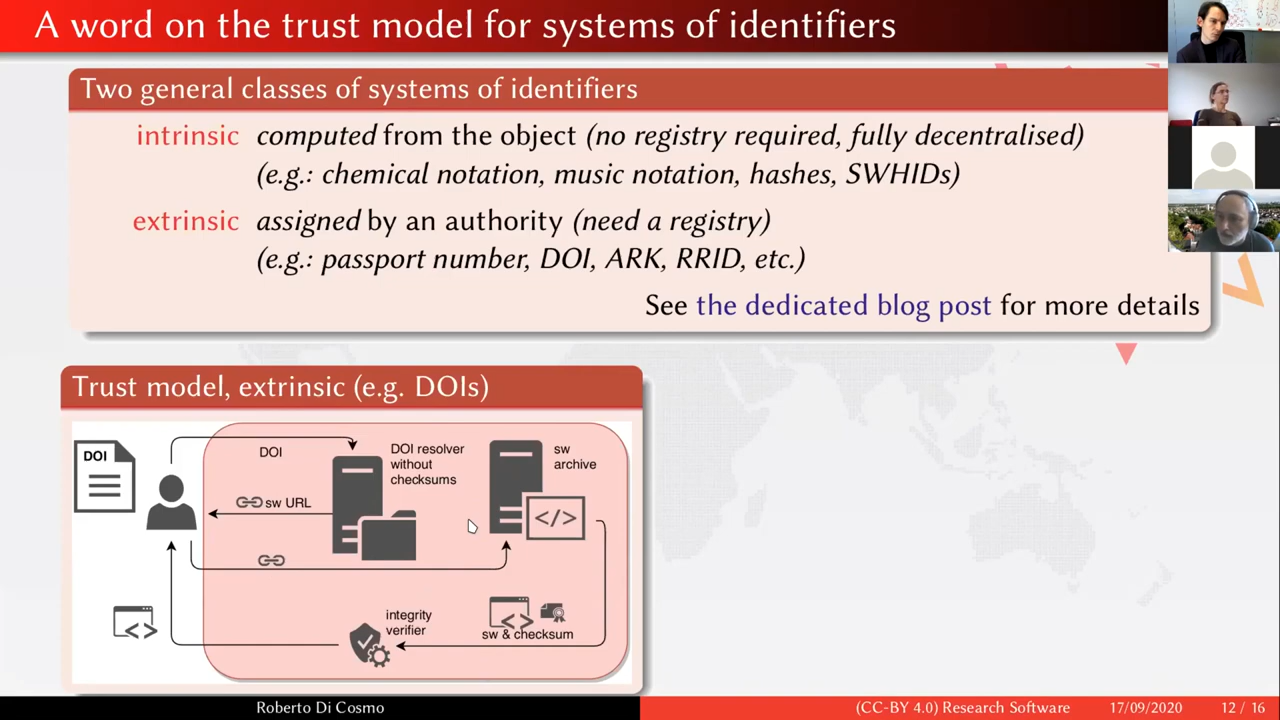 A word on the trust model for systems of identifiers
Two general classes of systems of identifiers
intrinsic computed from the object (no registry required, fully decentralised)
(e.g.: chemical notation, music notation, hashes, SWHIDs)
extrinsic assigned by an authority (need a registry)
(e.g.: passport number, DOI, ARK, RRID, etc.)
See the dedicated blog post for more details
Trust model, extrinsic (e.g. DOIs)
DOI
DOI
DOI resolver
without
checksums
sw
archive
sw URL
</>
integrity
verifier
<>
<>
sw & checksum
Roberto Di Cosmo
(CC-BY 4.0) Research Software
17/09/2020
12 / 16